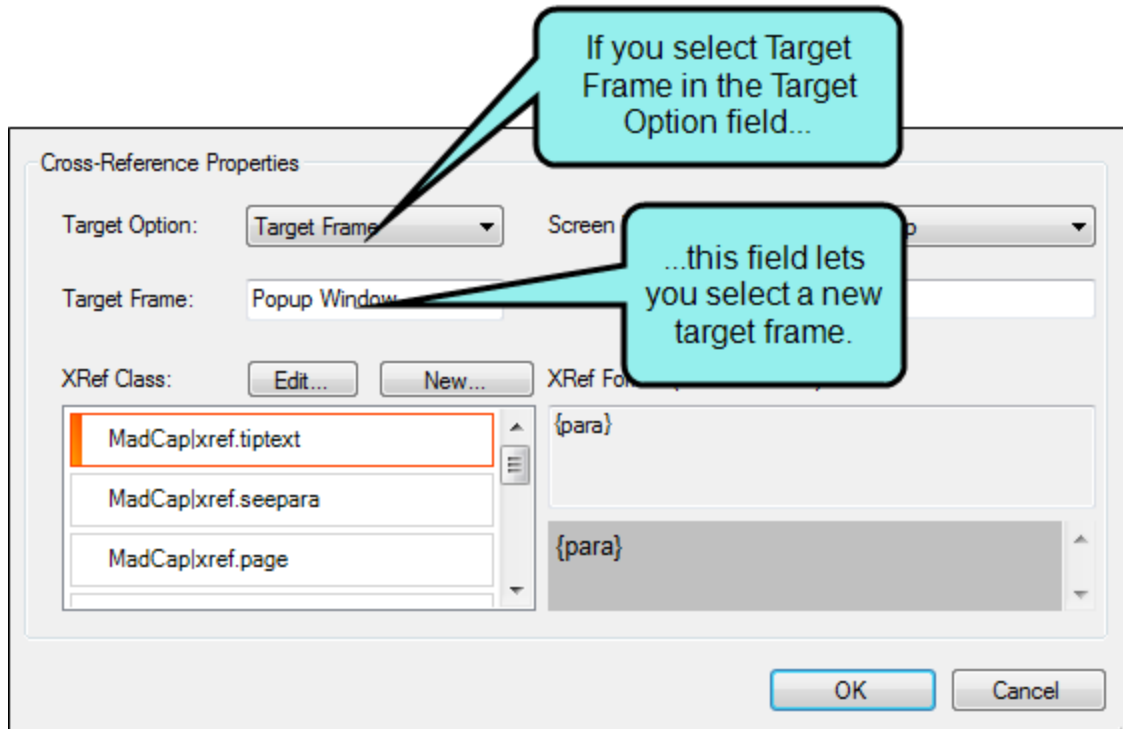 If you select Target
Frame in the Target
Option field...
Cross-Reference Properties
Target Option:
Target Frame
Screen
...this field lets
you select a new
target frame.
Target Frame:
Popup Window
XRef Class:
Edit...
New...
XRef
MadCap|xref.tiptext
MadCap|xref.seepara
MadCap|xref.page
{para}
{para}
OK
Cancel